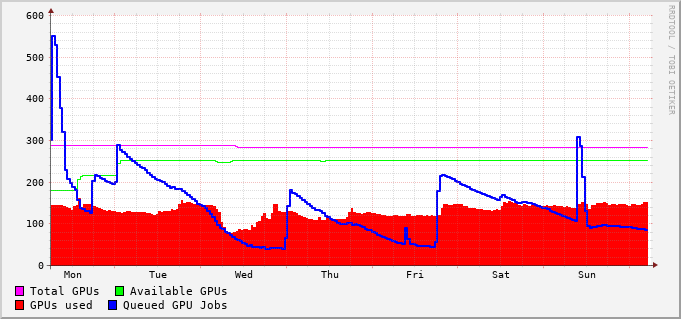 600
500
400
300
200
100
0
Mon Tue Wed Thu Fri Sat Sun
Total GPUs Available GPUs
GPUs used Queued GPU Jobs
RRDTOOL / TOBI OETIKER